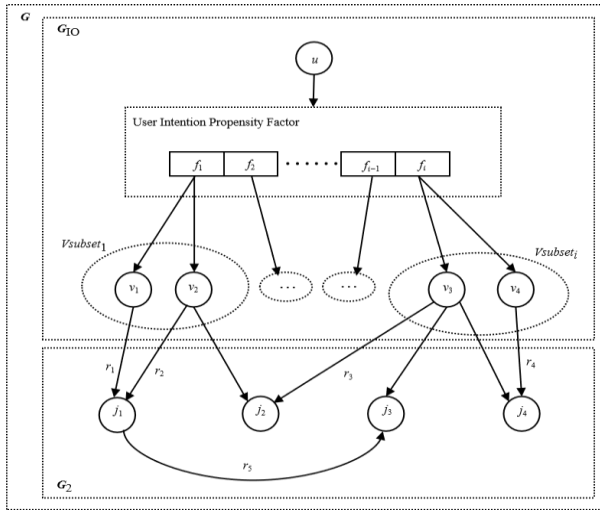 G
G_IO
u
User Intention Propensity Factor
f_1 f_2 ...... f_{i-1} f_i
Vsubset_1
Vsubset_i
v_1 v_2 ... ... v_3 v_4
r_1 r_2 r_3 r_4
j_1 j_2 j_3 j_4
r_5
G_2